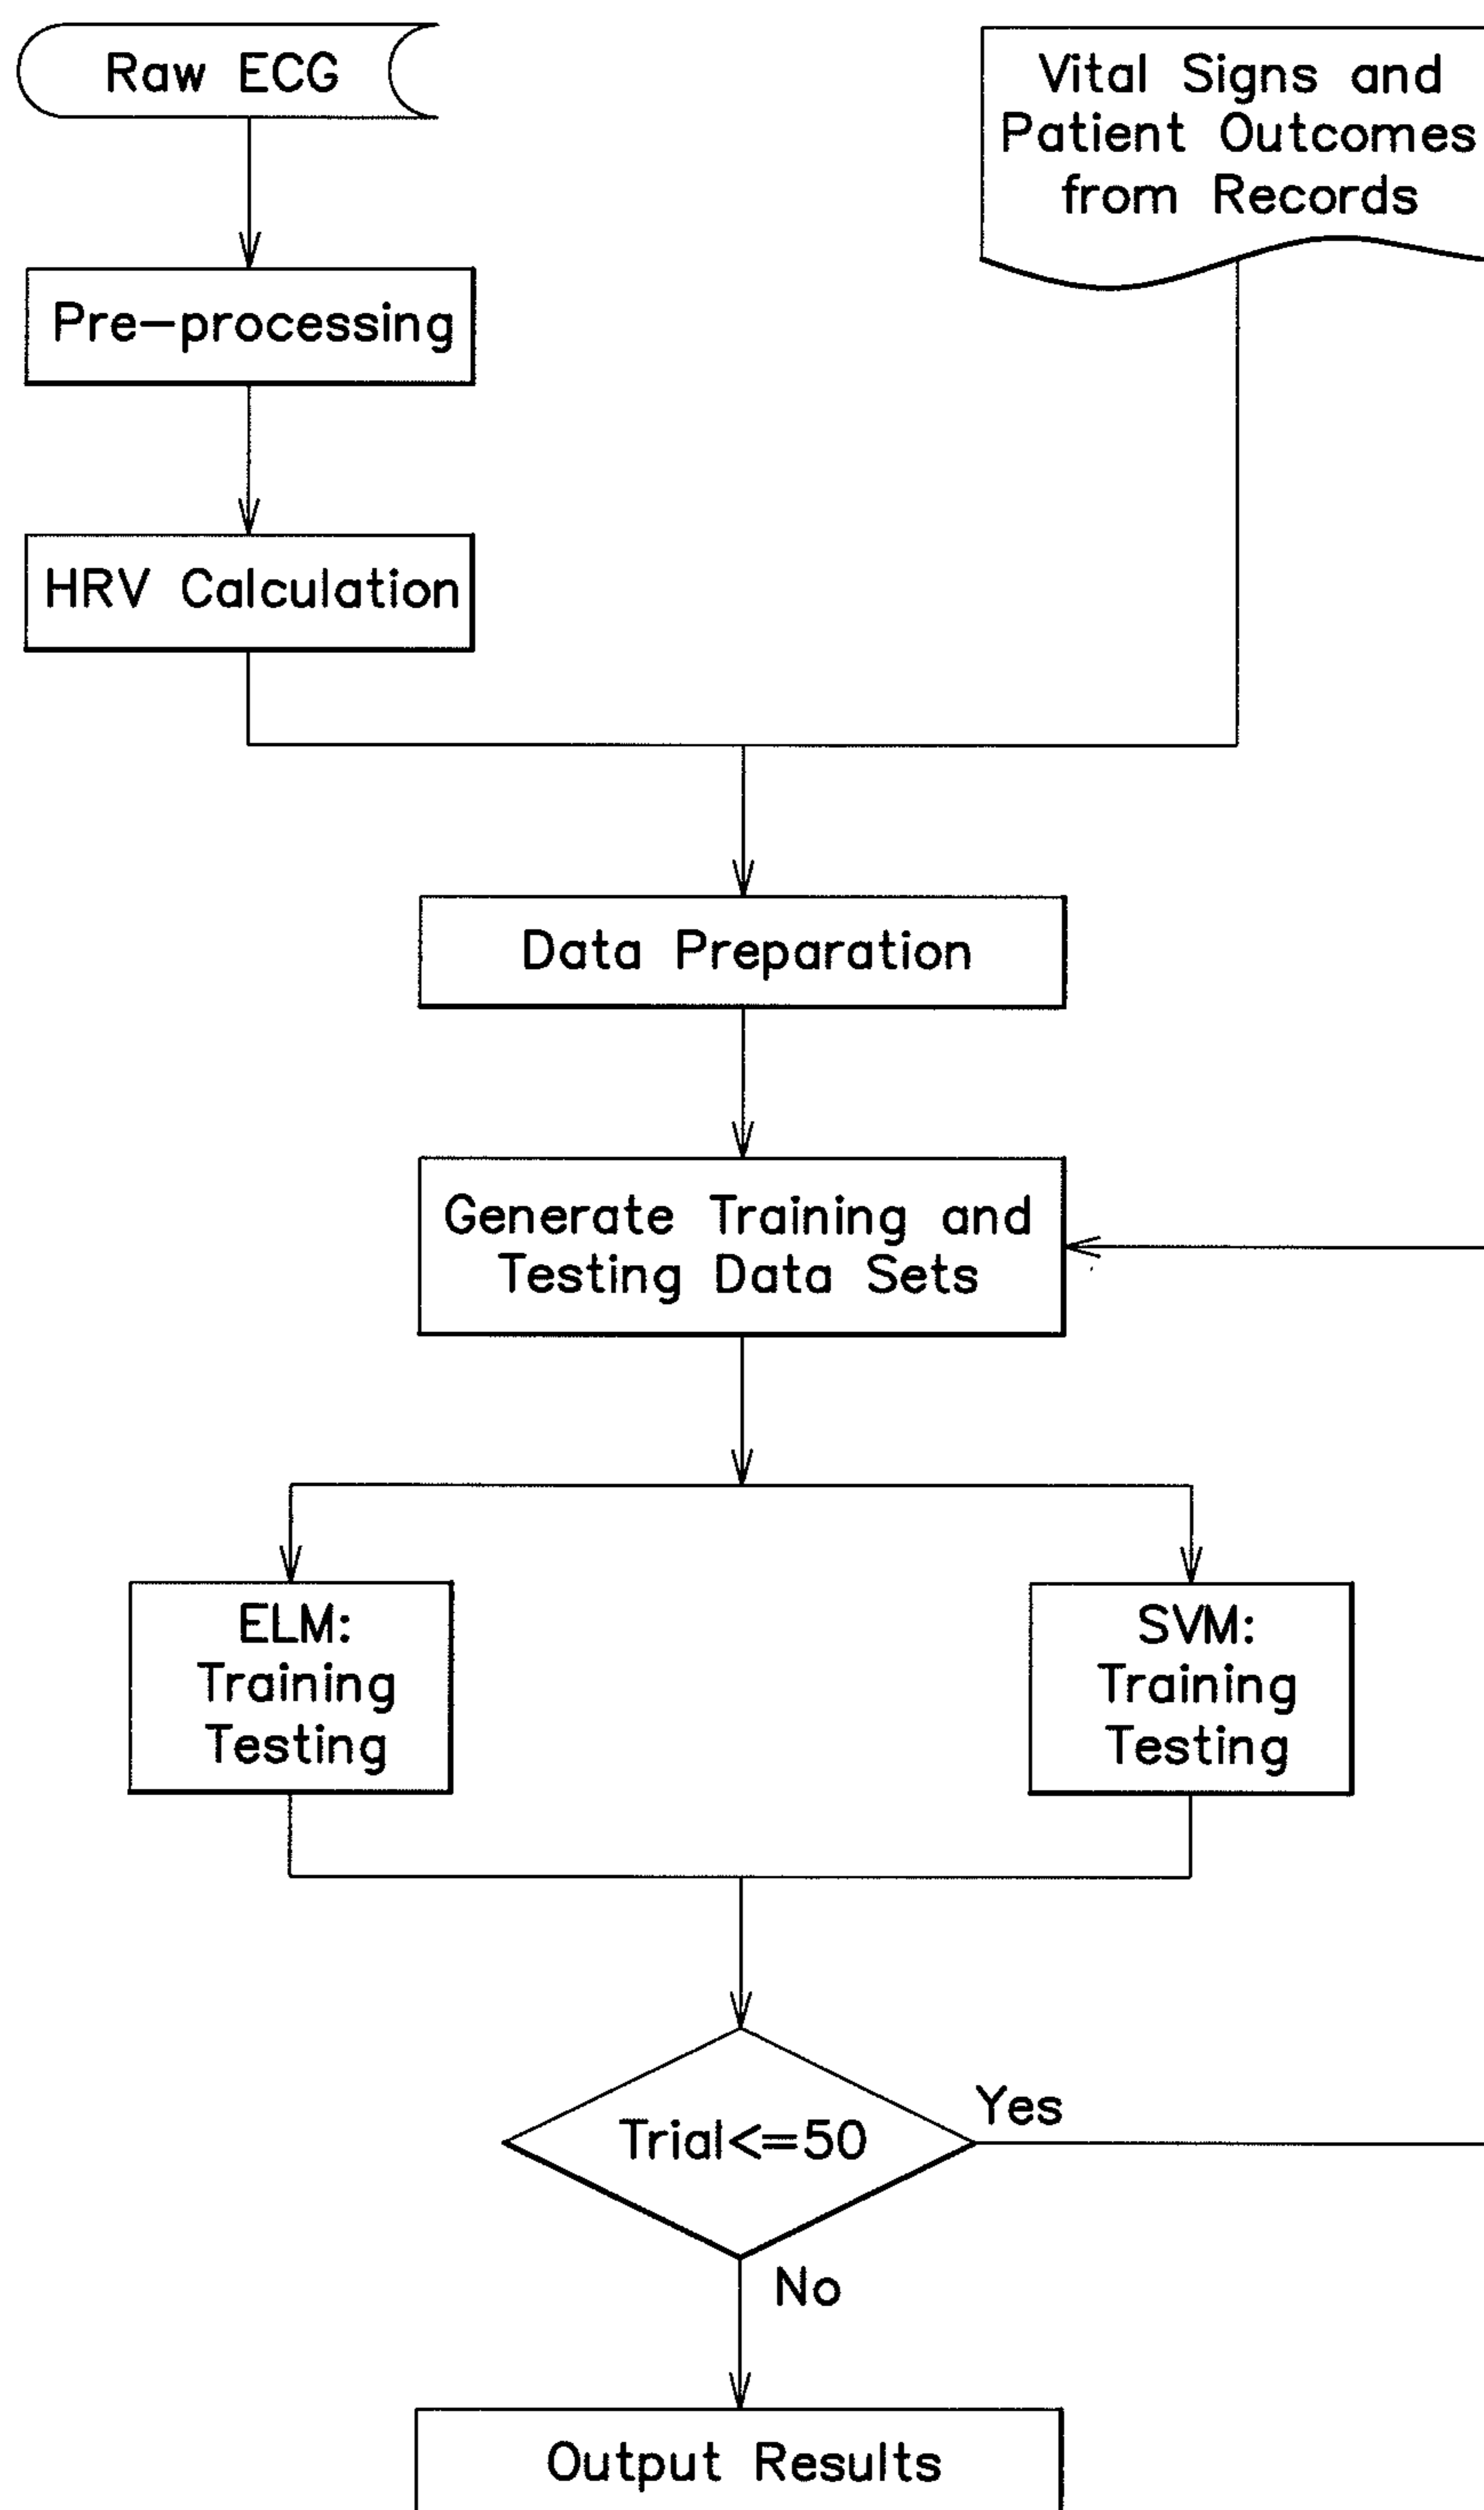 Raw ECG
Vital Signs and
Patient Outcomes
from Records
Pre-processing
HRV Calculation
Data Preparation
Generate Training and
Testing Data Sets
ELM:
Training
Testing
SVM:
Training
Testing
Trial<=50
Yes
No
Output Results